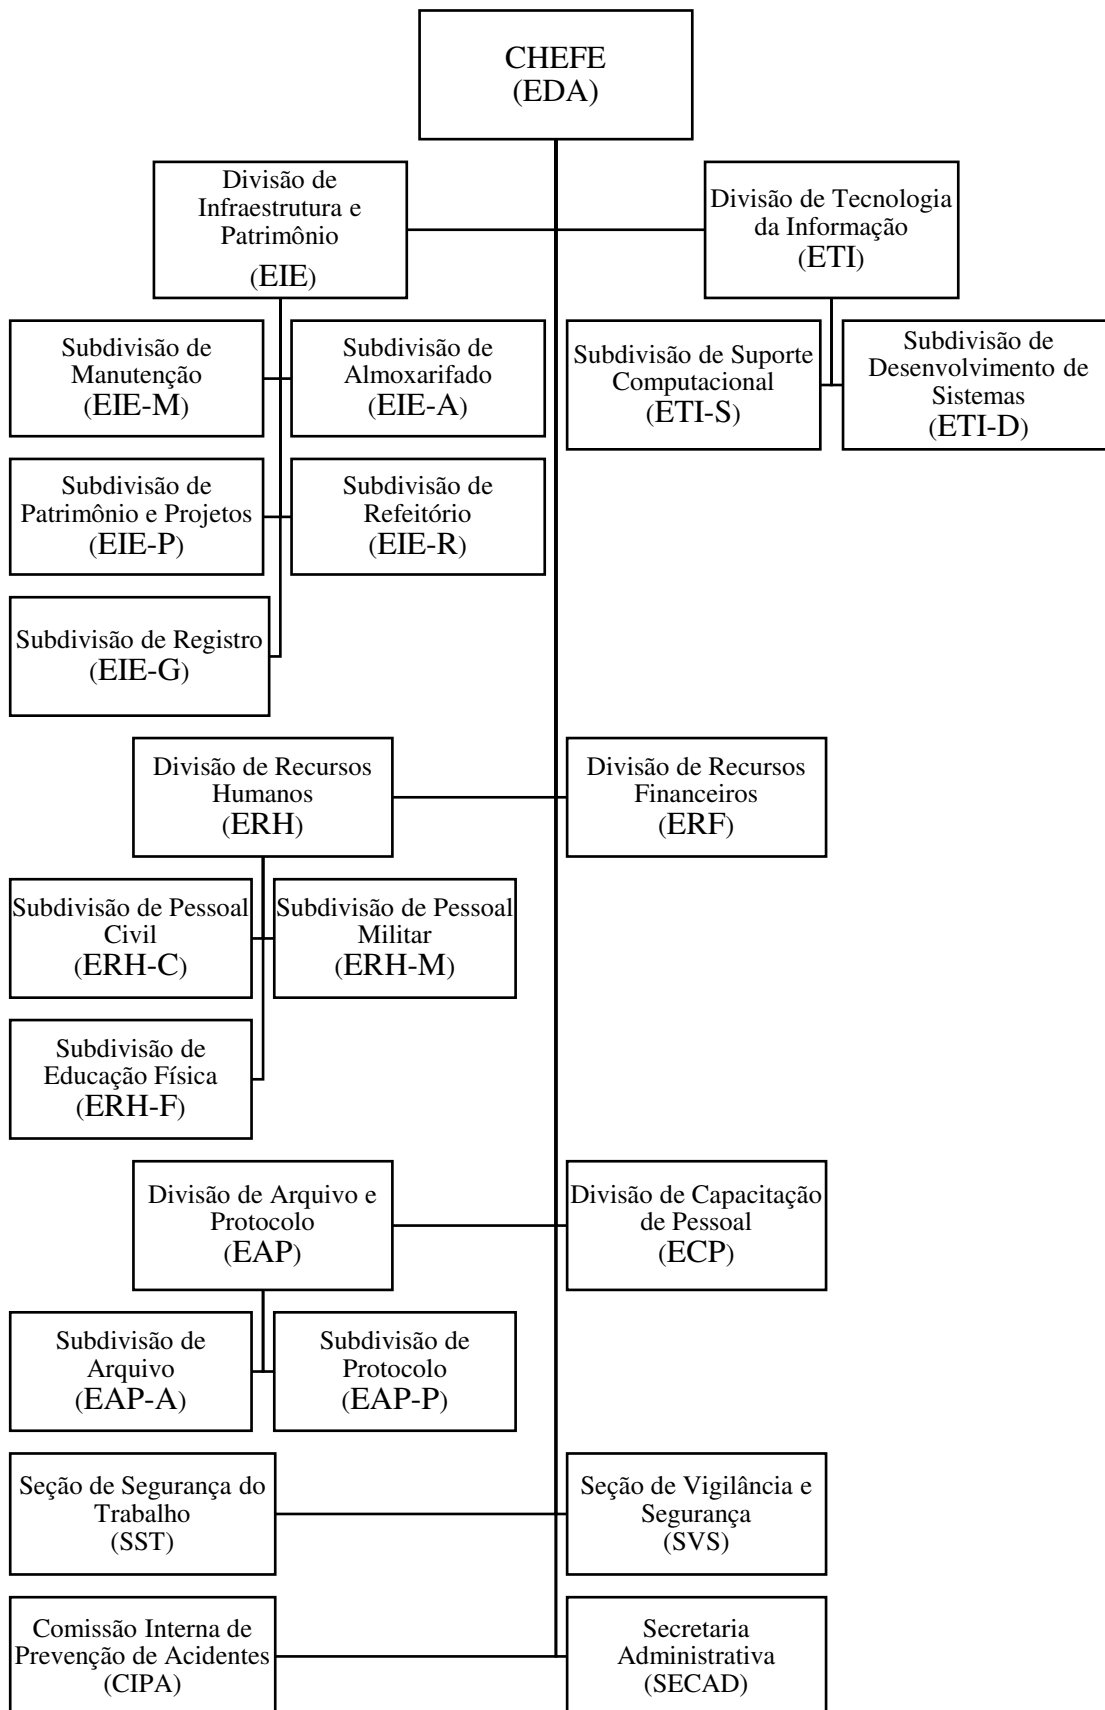 CHEFE
(EDA)
Divisão de
Infraestrutura e
Patrimônio
(EIE)
Divisão de Tecnologia
da Informação
(ETI)
Subdivisão de
Manutenção
(EIE-M)
Subdivisão de
Almoxarifado
(EIE-A)
Subdivisão de Suporte
Computacional
(ETI-S)
Subdivisão de
Desenvolvimento de
Sistemas
(ETI-D)
Subdivisão de
Patrimônio e Projetos
(EIE-P)
Subdivisão de
Refeitório
(EIE-R)
Subdivisão de Registro
(EIE-G)
Divisão de Recursos
Humanos
(ERH)
Divisão de Recursos
Financeiros
(ERF)
Subdivisão de Pessoal
Civil
(ERH-C)
Subdivisão de Pessoal
Militar
(ERH-M)
Subdivisão de
Educação Física
(ERH-F)
Divisão de Arquivo e
Protocolo
(EAP)
Divisão de Capacitação
de Pessoal
(ECP)
Subdivisão de
Arquivo
(EAP-A)
Subdivisão de
Protocolo
(EAP-P)
Seção de Segurança do
Trabalho
(SST)
Seção de Vigilância e
Segurança
(SVS)
Comissão Interna de
Prevenção de Acidentes
(CIPA)
Secretaria
Administrativa
(SECAD)